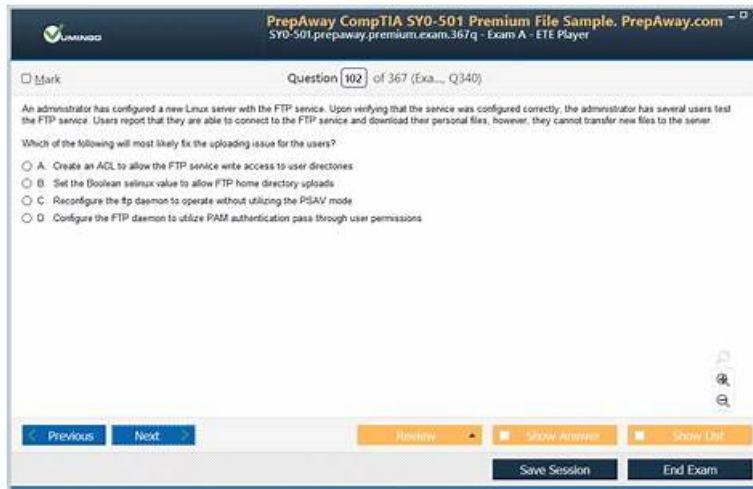 PrepAway CompTIA SY0-501 Premium File Sample. PrepAway.com
SY0-501.prepaway.premium.exam.367q - Exam A - ETE Player
VUMINGO
Mark
Question 102 of 367 (Exa..., Q340)
An administrator has configured a new Linux server with the FTP service. Upon verifying that the service was configured correctly, the administrator has several users test
the FTP service. Users report that they are able to connect to the FTP service and download their personal files, however, they cannot transfer new files to the server.
Which of the following will most likely fix the uploading issue for the users?
A. Create an ACL to allow the FTP service write access to user directories
B. Set the Boolean selinux value to allow FTP home directory uploads
C. Reconfigure the ftp daemon to operate without utilizing the PSAV mode
D. Configure the FTP daemon to utilize PAM authentication pass through user permissions
Previous
Next
Review
Show Answer
Show List
Save Session
End Exam